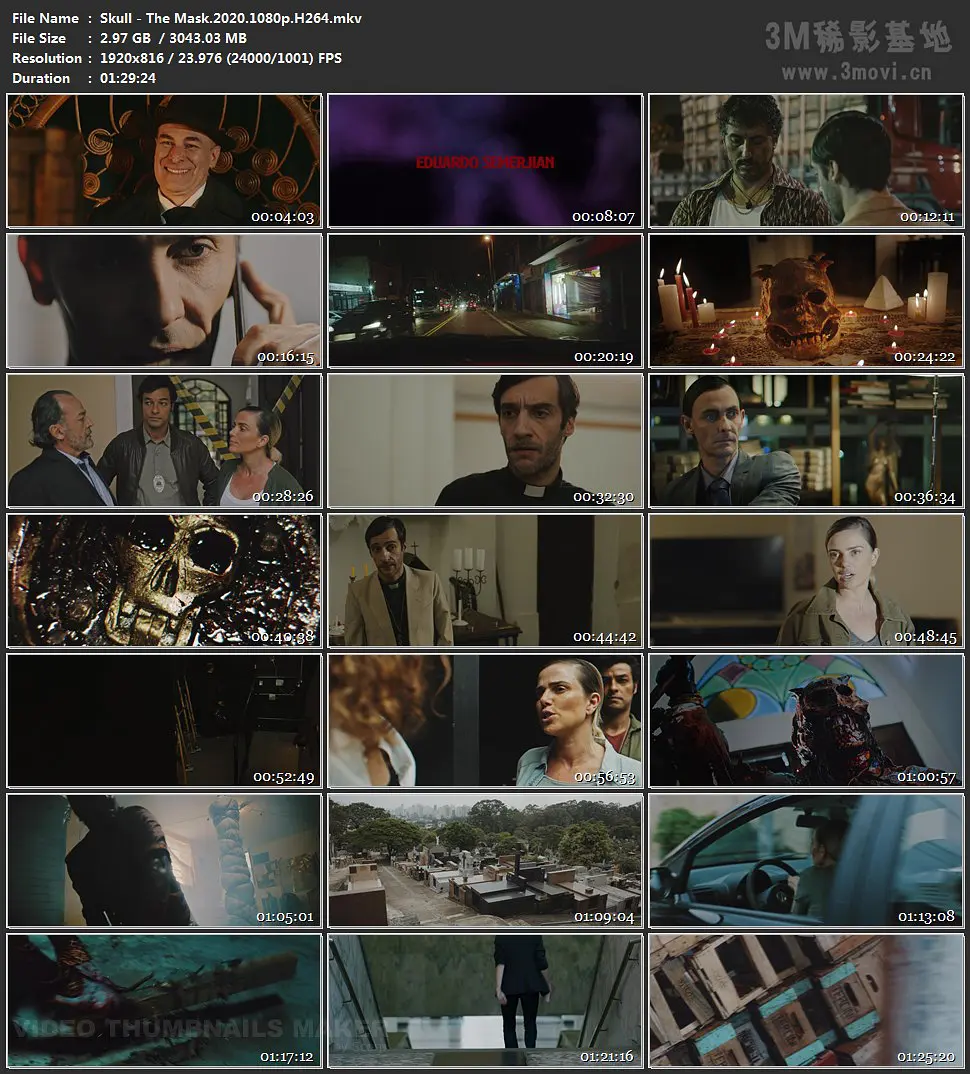 File Name : Skull - The Mask.2020.1080p.H264.mkv
File Size : 2.97 GB / 3043.03 MB
Resolution : 1920x816 / 23.976 (24000/1001) FPS
Duration : 01:29:24
3M稀影基地
www.3movi.cn
00:04:03
EDUARDO SEMERJIAN
00:08:07
00:12:11
00:16:15
00:20:19
00:24:22
00:28:26
00:32:30
00:36:34
00:40:38
00:44:42
00:48:45
00:52:49
00:56:53
01:00:57
01:05:01
01:09:04
01:13:08
VIDEO THUMBNAILS MAKER
01:17:12
01:21:16
01:25:20